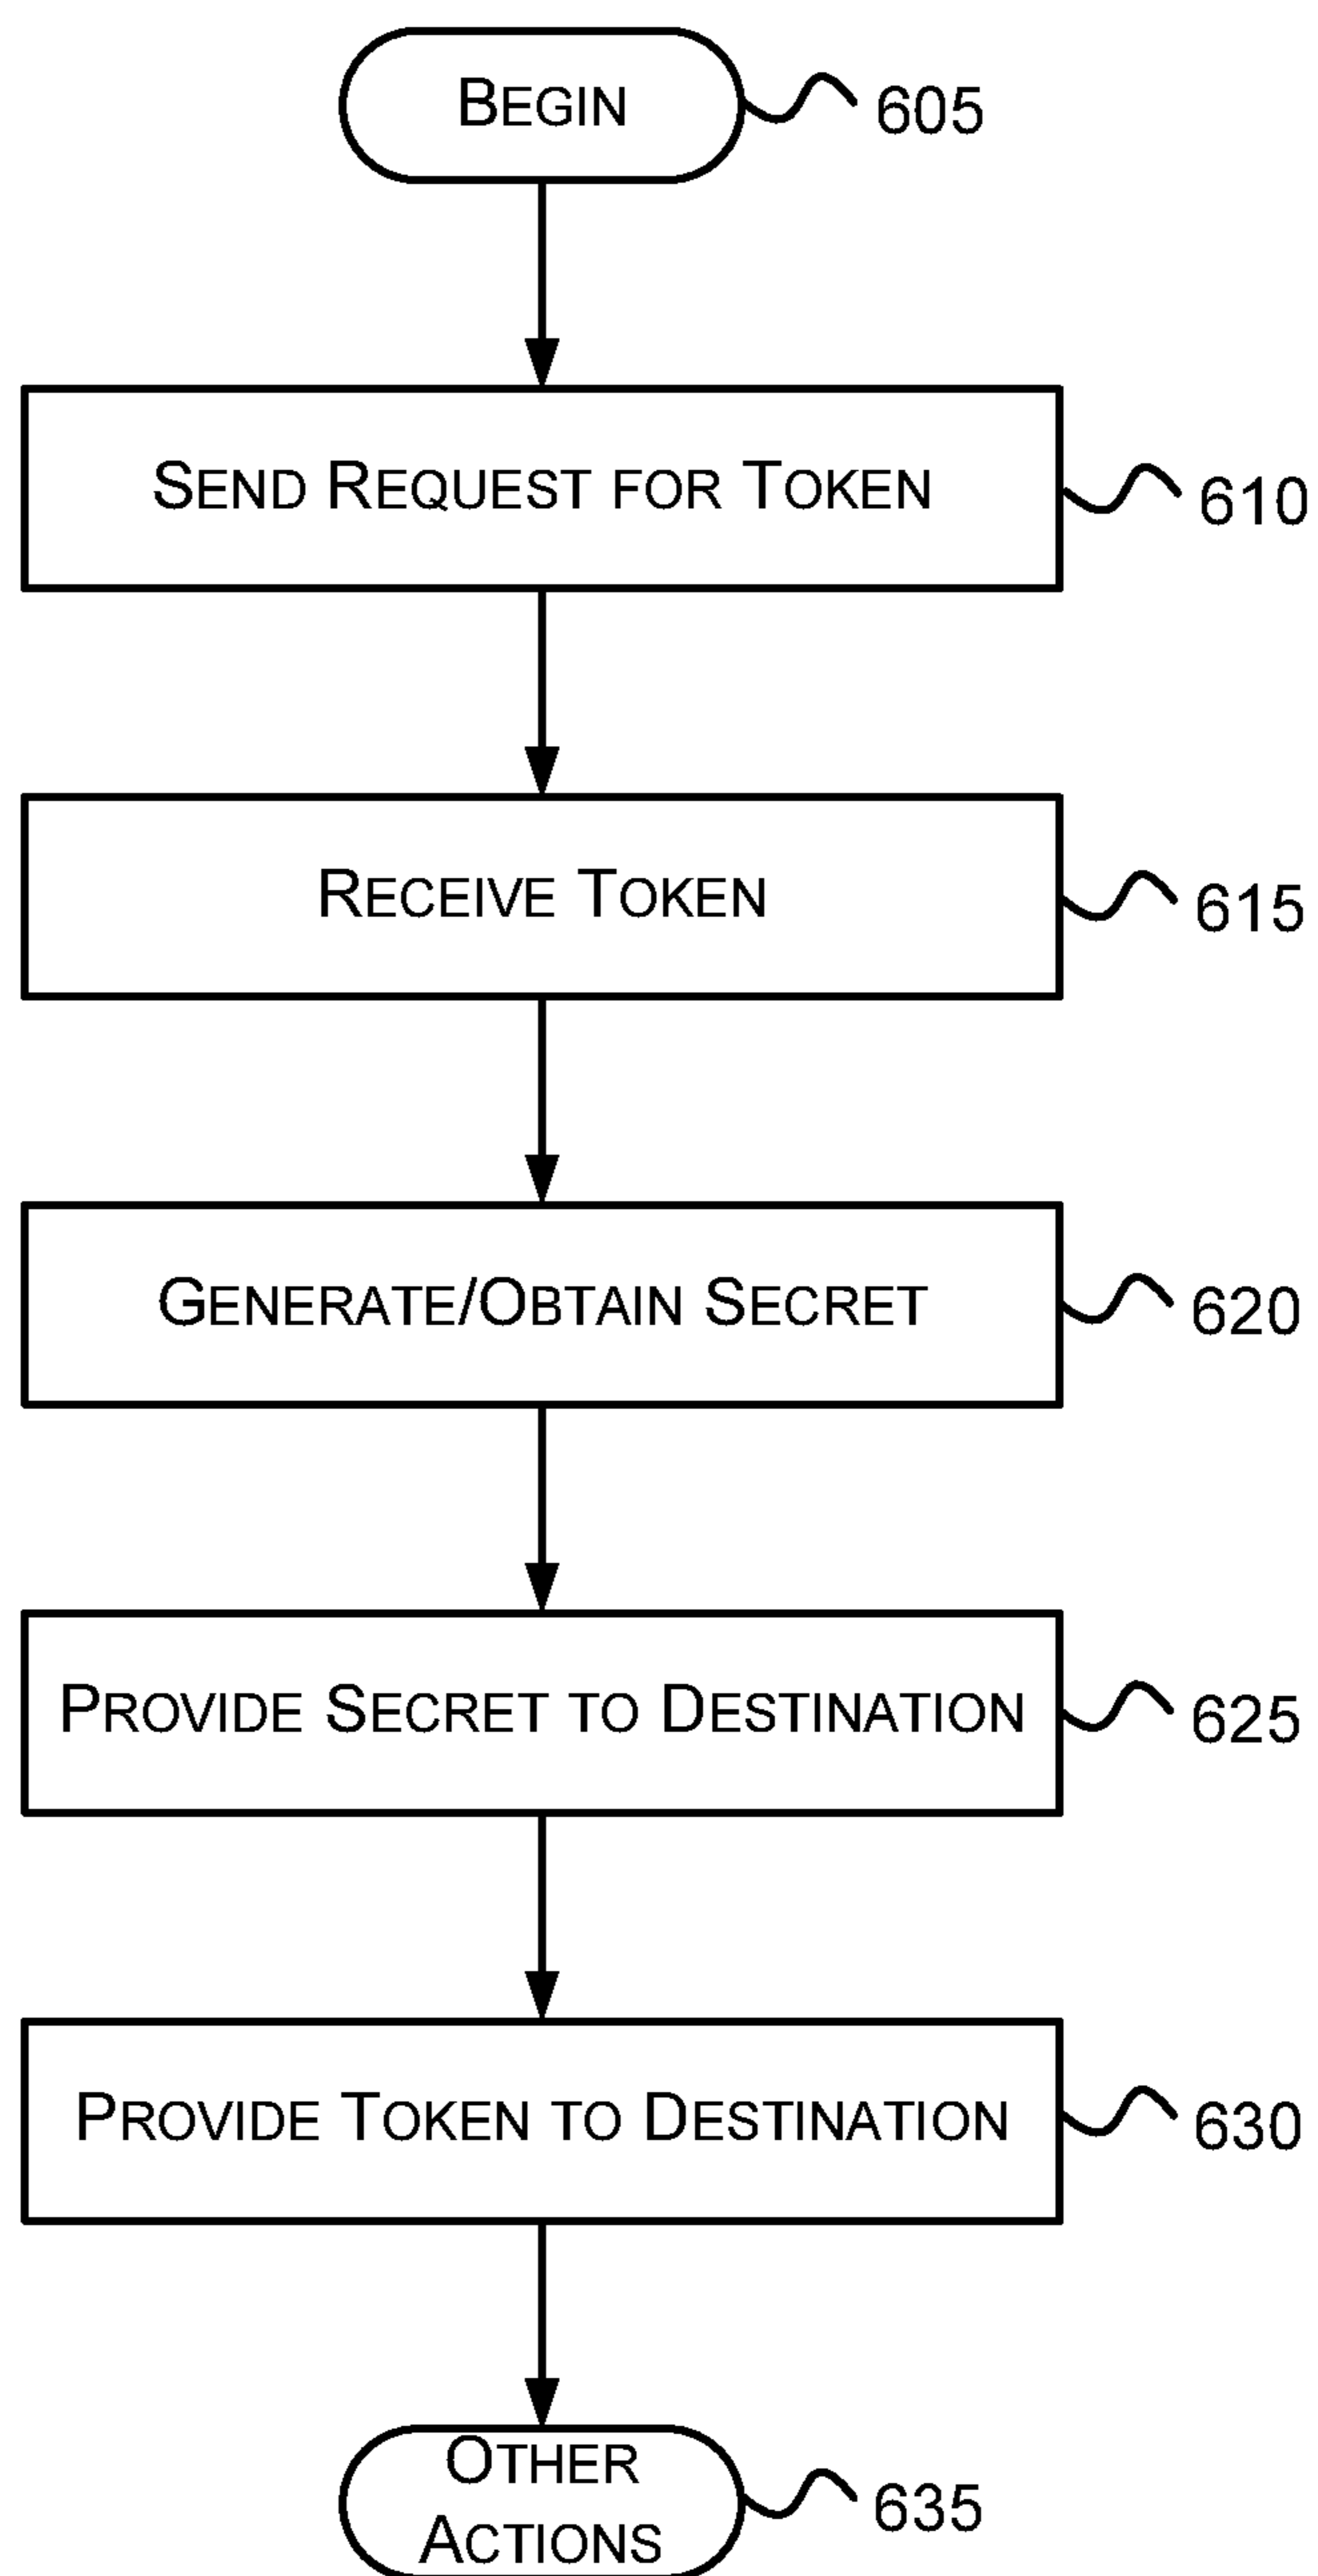 BEGIN
605
SEND REQUEST FOR TOKEN
610
RECEIVE TOKEN
615
GENERATE/OBTAIN SECRET
620
PROVIDE SECRET TO DESTINATION
625
PROVIDE TOKEN TO DESTINATION
630
OTHER
ACTIONS
635